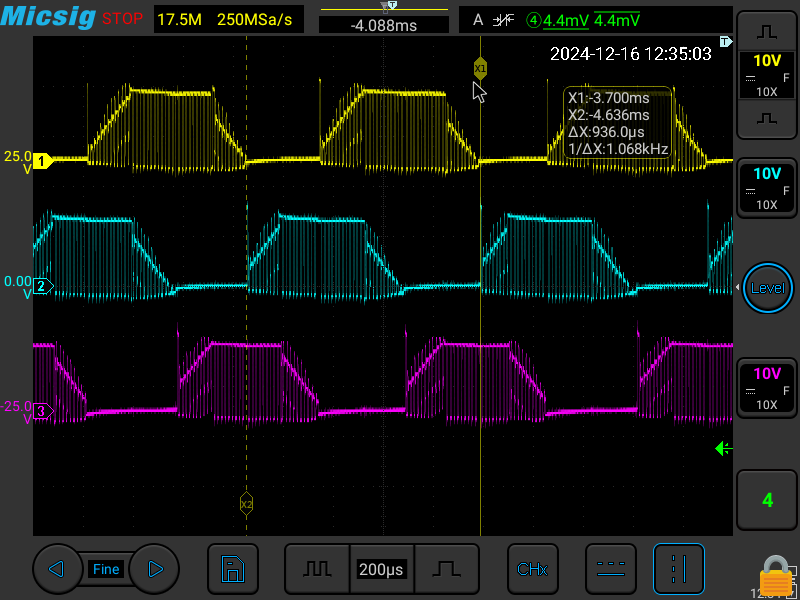 Micsig STOP 17.5M 250MSa/s -4.088ms A 4 4.4mV 4.4mV
T
T
2024-12-16 12:35:03
X1
10V
F
10X
X1:-3.700ms
X2:-4.636ms
ΔX:936.0µs
1/ΔX:1.068kHz
25.0
V
1
10V
F
10X
0.00
V
2
Level
10V
F
10X
-25.0
V
3
X2
4
Fine
200µs
CHx